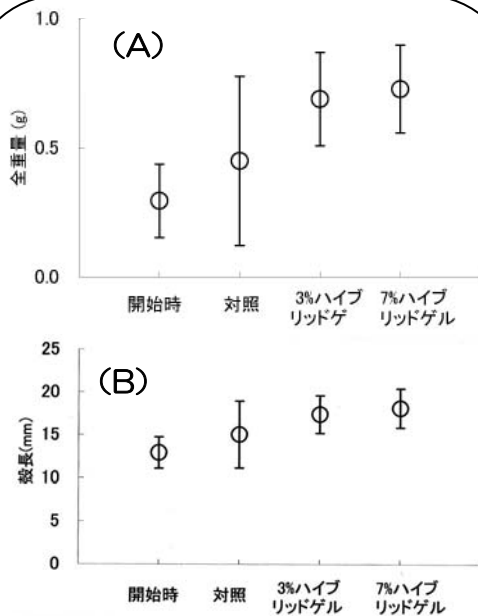 (A)
全重量 (g)
1.0
0.5
0.0
開始時
対照
3%ハイブ
リッドゲ
7%ハイブ
リッドゲル
(B)
殻長(mm)
25
20
15
10
5
0
開始時
対照
3%ハイブ
リッドゲル
7%ハイブ
リッドゲル